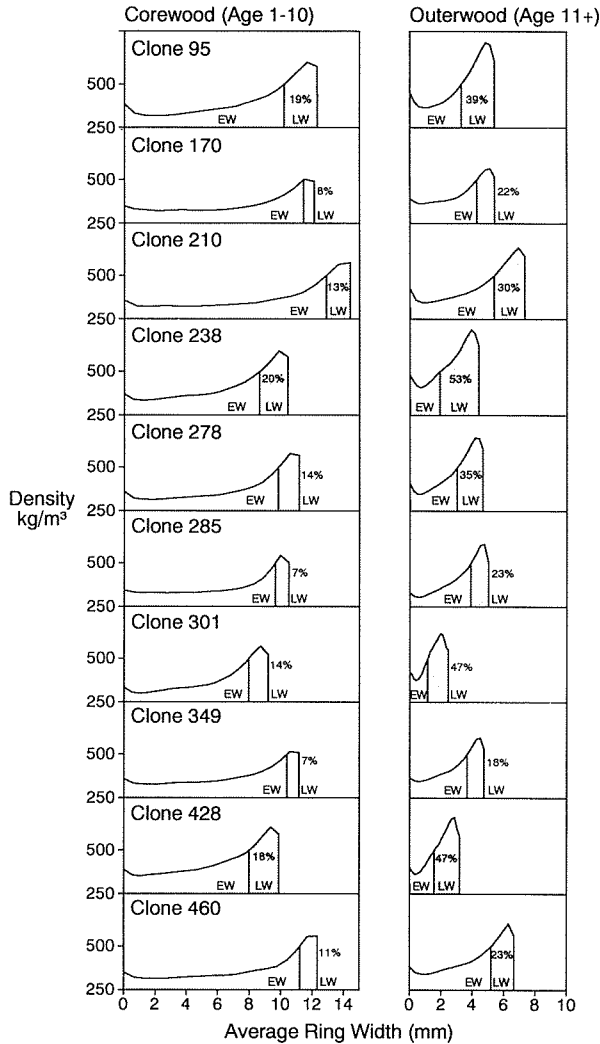 Corewood (Age 1-10) Outerwood (Age 11+)
Clone 95
500
19% 39%
EW LW EW LW
250
Clone 170
500
8% 22%
EW LW EW LW
250
Clone 210
500
13% 30%
EW LW EW LW
250
Clone 238
500
20% 53%
EW LW EW LW
250
Clone 278
500
14% 35%
EW LW EW LW
250
Density
kg/m³
Clone 285
500
7% 23%
EW LW EW LW
250
Clone 301
500
14% 47%
EW LW EW LW
250
Clone 349
500
7% 18%
EW LW EW LW
250
Clone 428
500
18% 47%
EW LW EW LW
250
Clone 460
500
11% 23%
EW LW EW LW
250
0 2 4 6 8 10 12 14 0 2 4 6 8 10
Average Ring Width (mm)